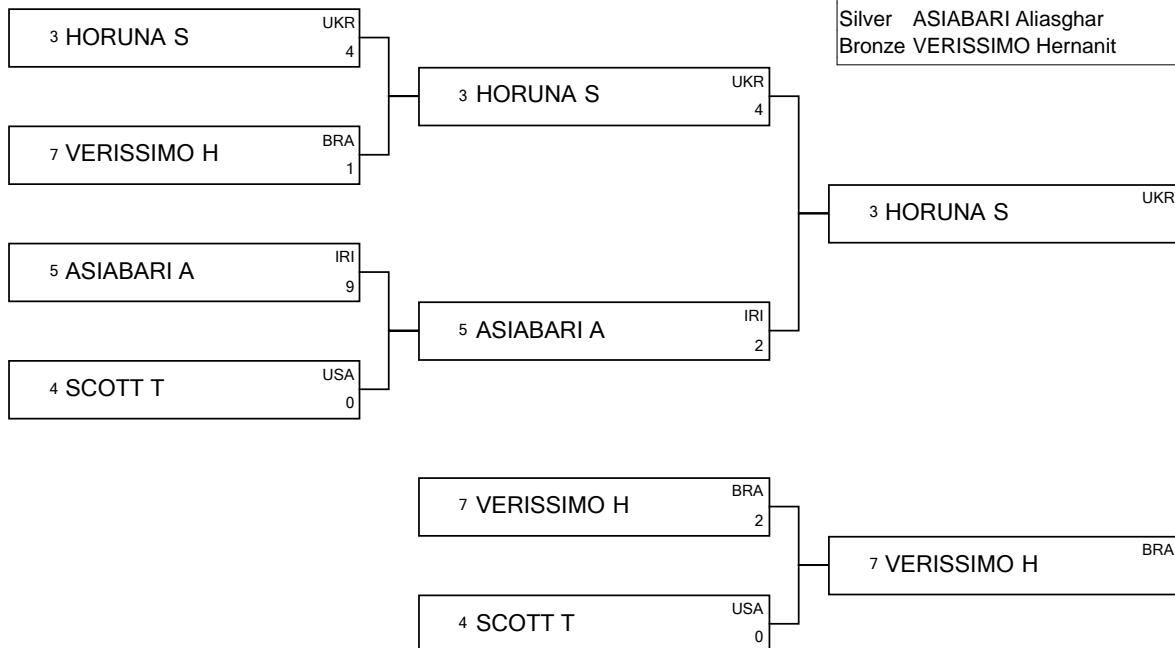 Silver ASIABARI Aliasghar
Bronze VERISSIMO Hernanit
3 HORUNA S UKR
4
7 VERISSIMO H BRA
1
5 ASIABARI A IRI
9
4 SCOTT T USA
0
3 HORUNA S UKR
4
5 ASIABARI A IRI
2
3 HORUNA S UKR
7 VERISSIMO H BRA
2
4 SCOTT T USA
0
7 VERISSIMO H BRA